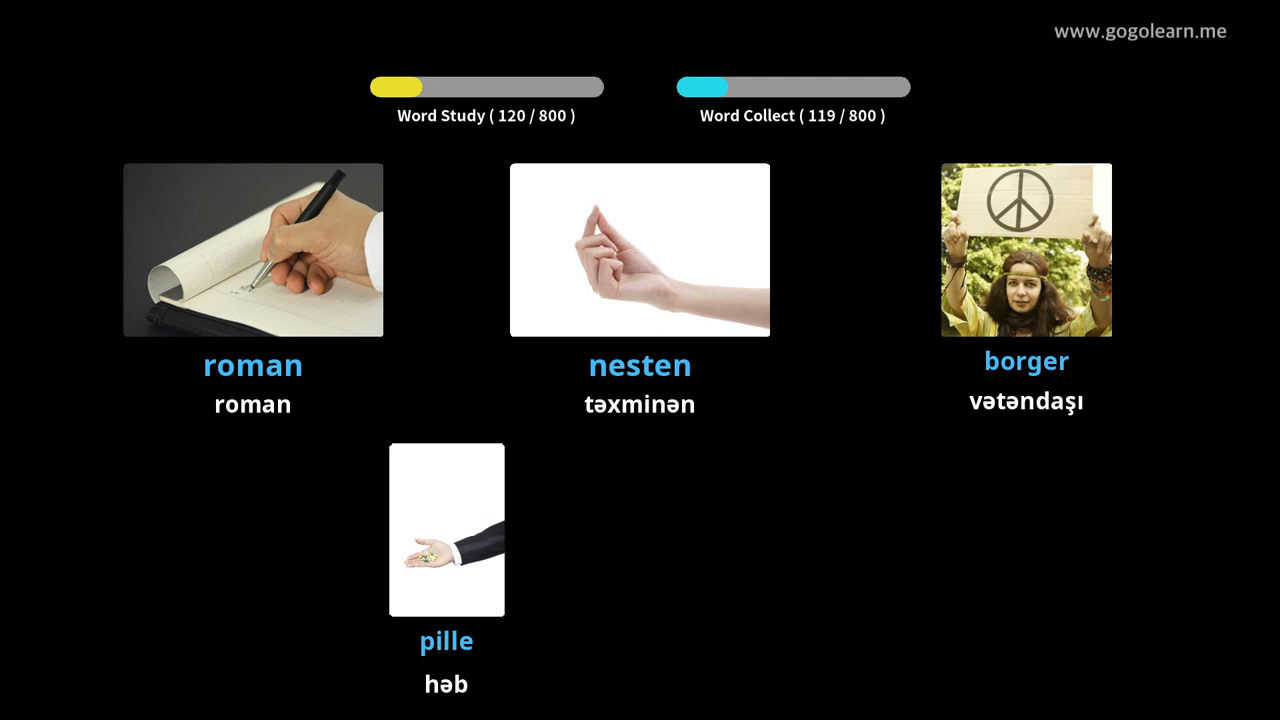 www.gogolearn.me
Word Study ( 120 / 800 )
Word Collect ( 119 / 800 )
roman
roman
nesten
təxminən
borger
vətəndaşı
pille
həb